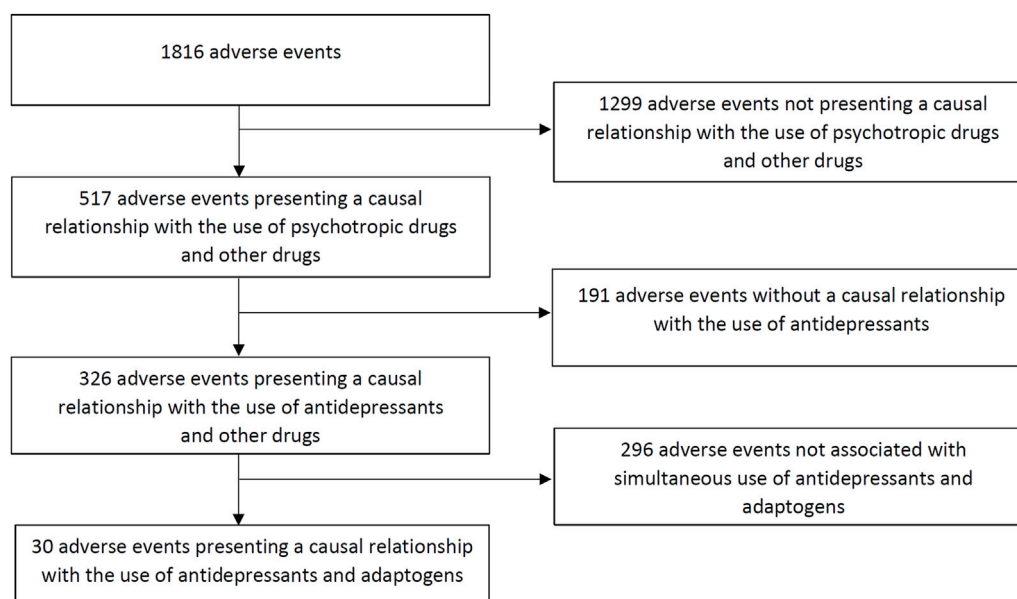 1816 adverse events
1299 adverse events not presenting a causal
relationship with the use of psychotropic drugs
and other drugs
517 adverse events presenting a causal
relationship with the use of psychotropic drugs
and other drugs
191 adverse events without a causal relationship
with the use of antidepressants
326 adverse events presenting a causal
relationship with the use of antidepressants
and other drugs
296 adverse events not associated with
simultaneous use of antidepressants and
adaptogens
30 adverse events presenting a causal relationship
with the use of antidepressants and adaptogens